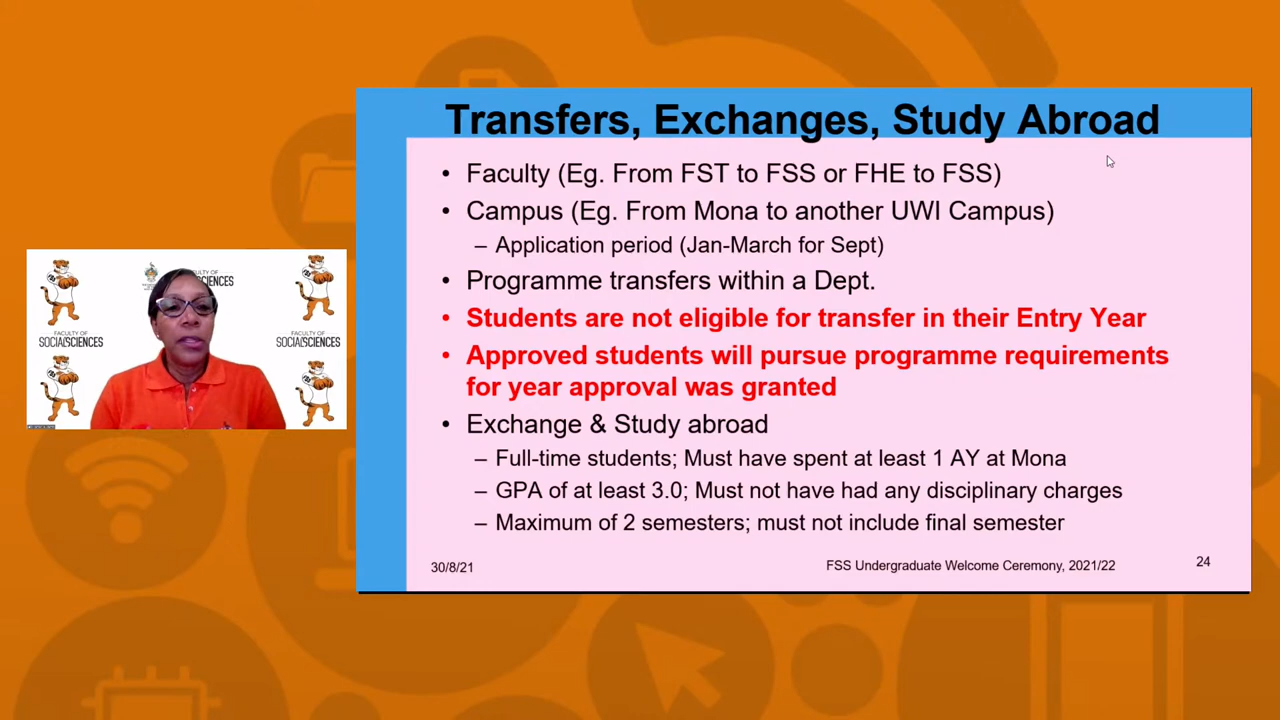 Transfers, Exchanges, Study Abroad
• Faculty (Eg. From FST to FSS or FHE to FSS)
• Campus (Eg. From Mona to another UWI Campus)
– Application period (Jan-March for Sept)
• Programme transfers within a Dept.
• Students are not eligible for transfer in their Entry Year
• Approved students will pursue programme requirements
for year approval was granted
• Exchange & Study abroad
– Full-time students; Must have spent at least 1 AY at Mona
– GPA of at least 3.0; Must not have had any disciplinary charges
– Maximum of 2 semesters; must not include final semester
30/8/21
FSS Undergraduate Welcome Ceremony, 2021/22
24
FACULTY OF
SOCIALSCIENCES
FACULTY OF
SOCIALSCIENCES